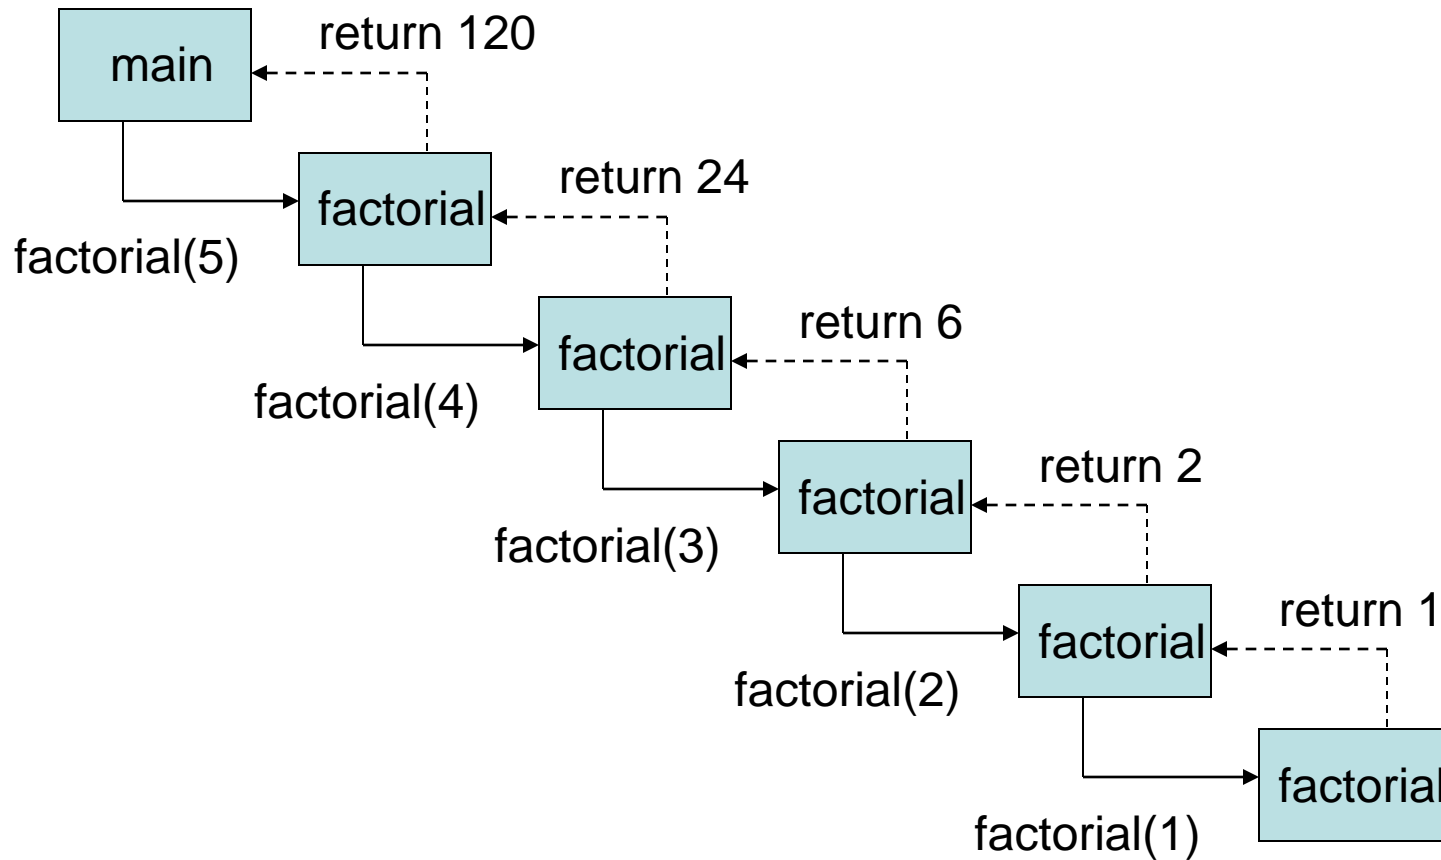 return 120
main
return 24
factorial
factorial(5)
return 6
factorial
factorial(4)
return 2
factorial
factorial(3)
return 1
factorial
factorial(2)
factorial
factorial(1)